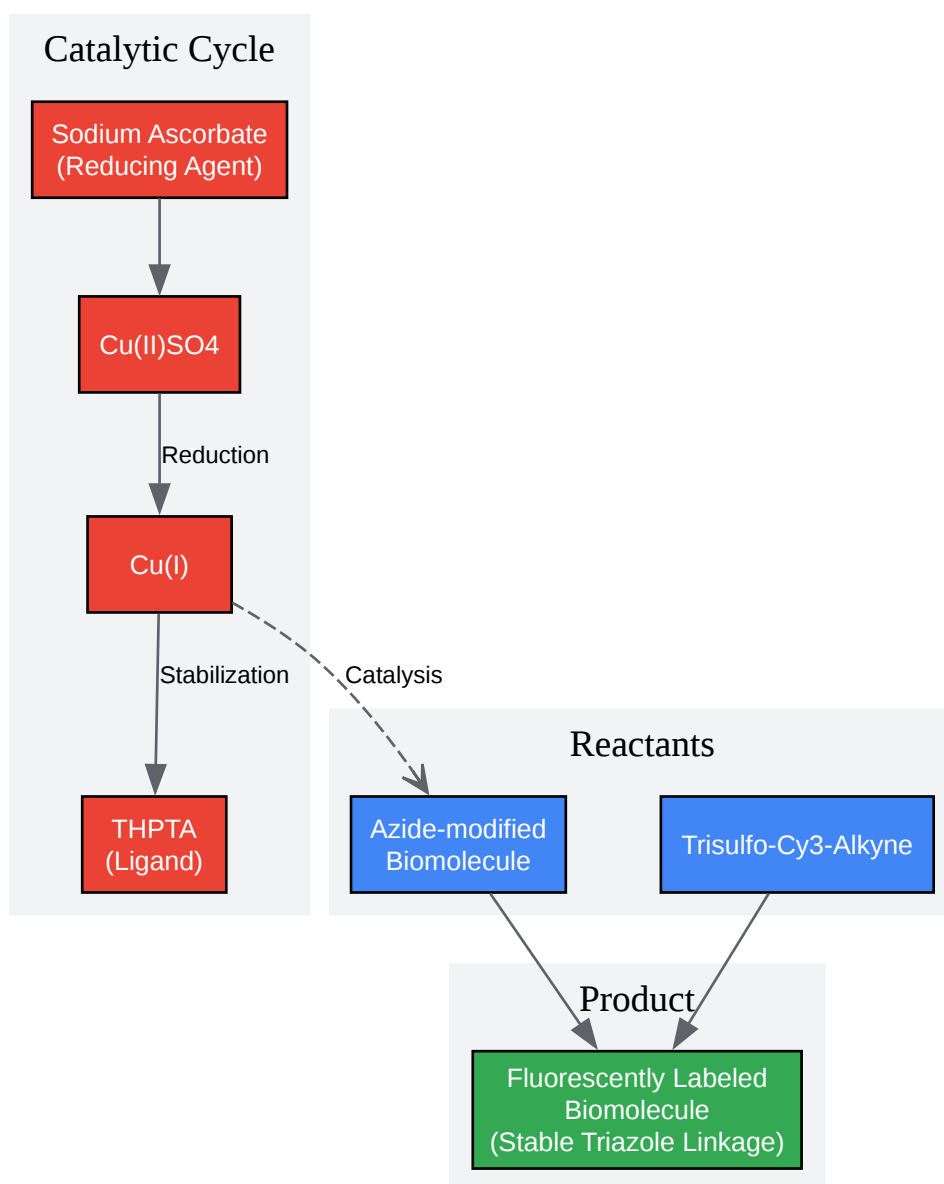 Catalytic Cycle
Sodium Ascorbate
(Reducing Agent)
Cu(II)SO4
Reduction
Cu(I)
Stabilization
Catalysis
THPTA
(Ligand)
Reactants
Azide-modified
Biomolecule
Trisulfo-Cy3-Alkyne
Product
Fluorescently Labeled
Biomolecule
(Stable Triazole Linkage)